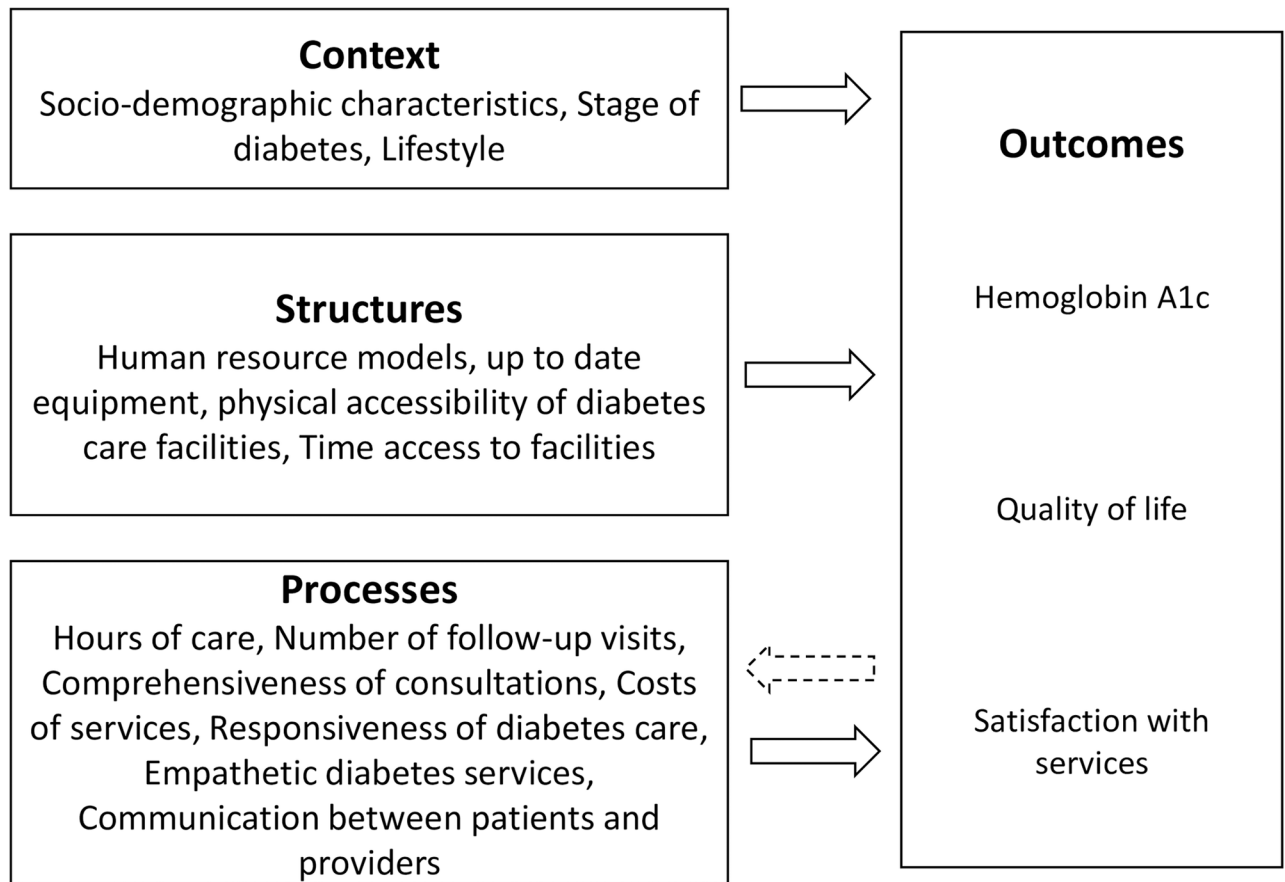 Context
Socio-demographic characteristics, Stage of
diabetes, Lifestyle
Structures
Human resource models, up to date
equipment, physical accessibility of diabetes
care facilities, Time access to facilities
Processes
Hours of care, Number of follow-up visits,
Comprehensiveness of consultations, Costs
of services, Responsiveness of diabetes care,
Empathetic diabetes services,
Communication between patients and
providers
Outcomes
Hemoglobin A1c
Quality of life
Satisfaction with
services